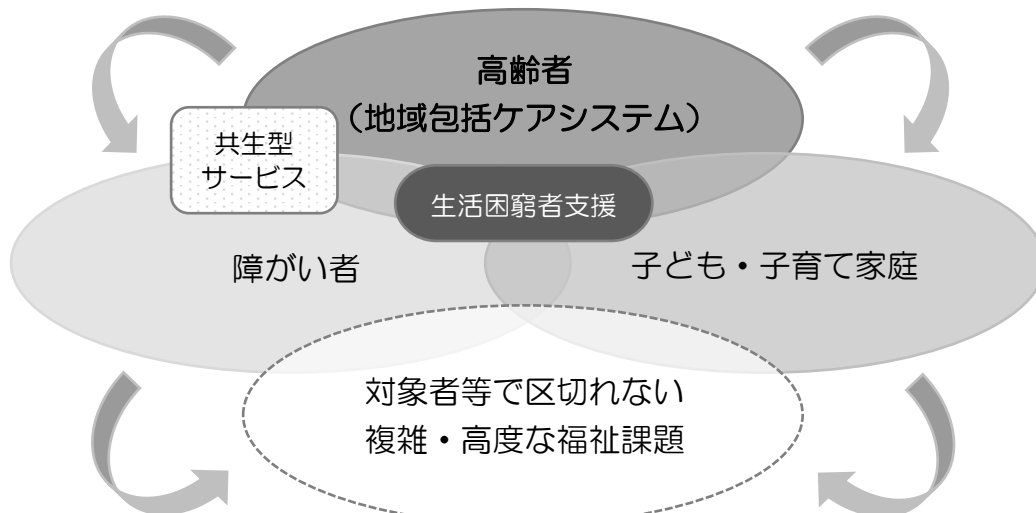 高齢者
（地域包括ケアシステム）
共生型
サービス
生活困窮者支援
障がい者
子ども・子育て家庭
対象者等で区切れない
複雑・高度な福祉課題